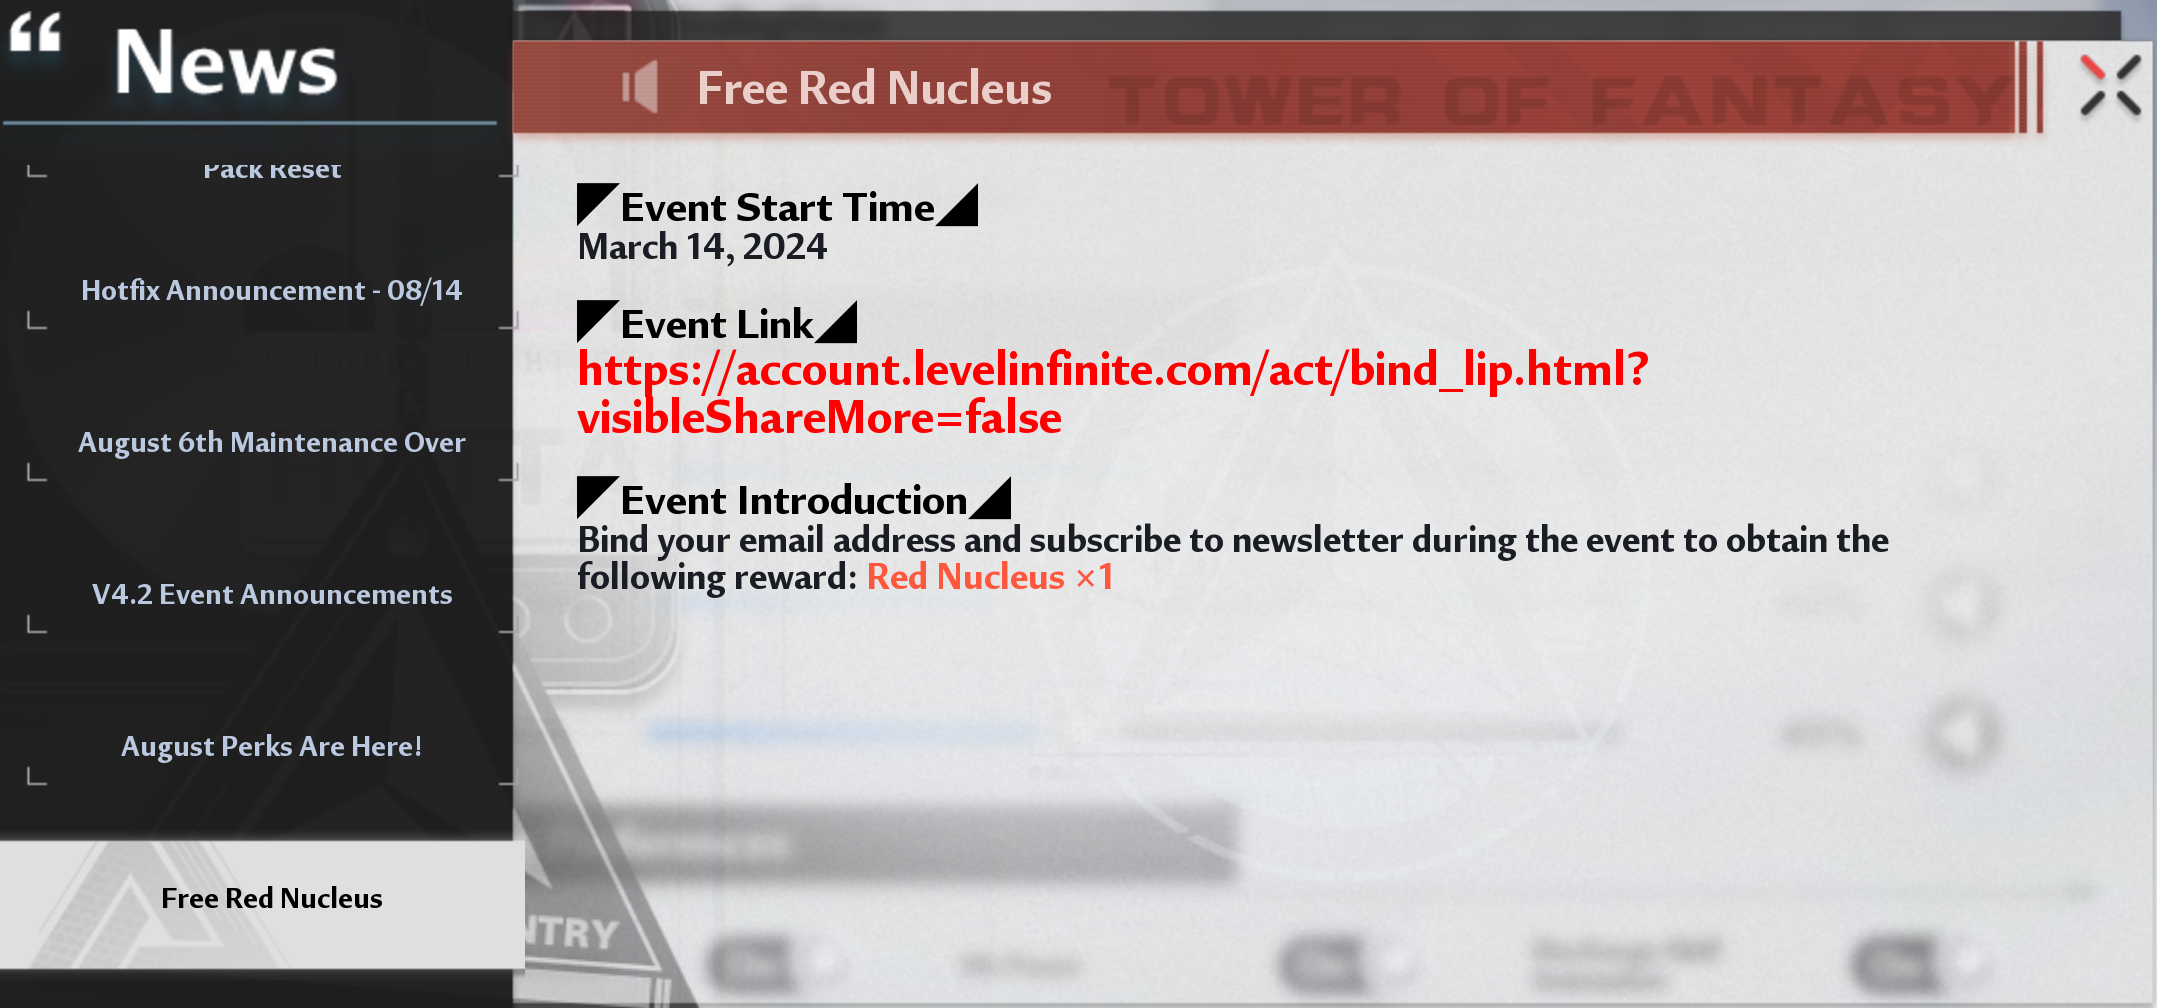 “ News
Pack Reset
Hotfix Announcement - 08/14
August 6th Maintenance Over
V4.2 Event Announcements
August Perks Are Here!
Free Red Nucleus
Free Red Nucleus
TOWER OF FANTASY
◤Event Start Time◢
March 14, 2024
◤Event Link◢
https://account.levelinfinite.com/act/bind_lip.html?
visibleShareMore=false
◤Event Introduction◢
Bind your email address and subscribe to newsletter during the event to obtain the
following reward: Red Nucleus ×1
NTRY